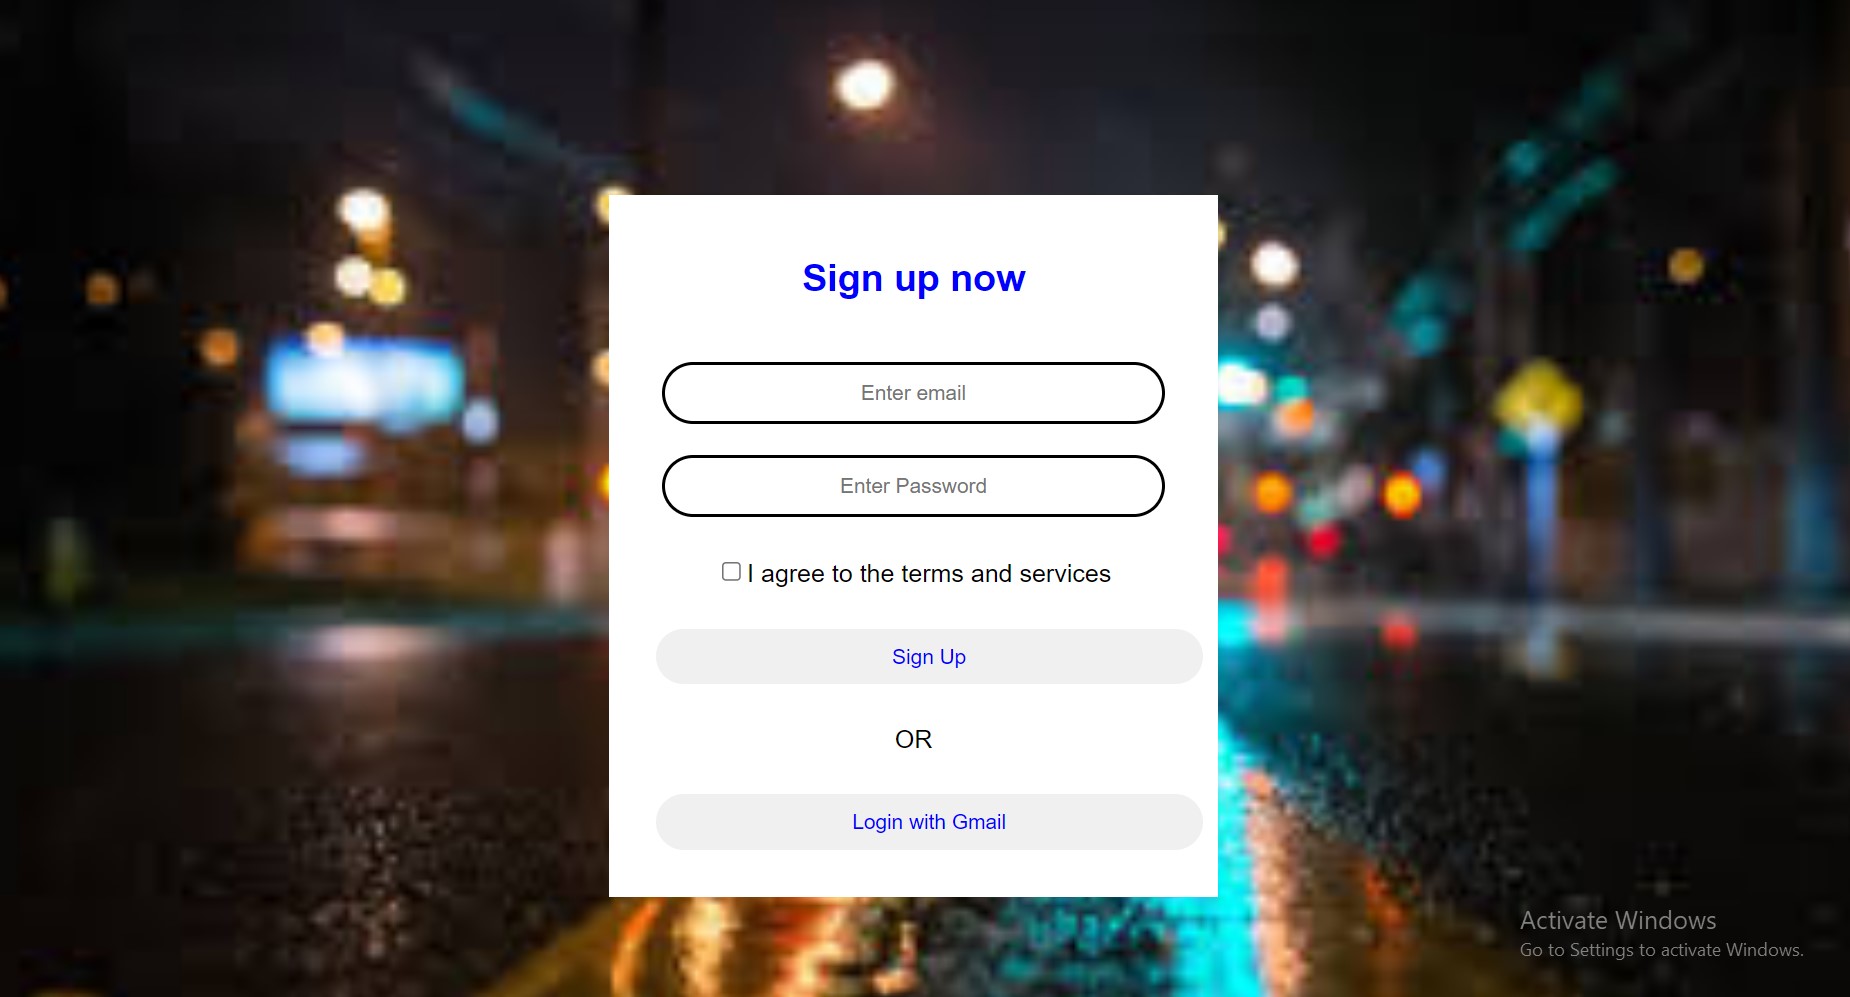 Sign up now
Enter email
Enter Password
I agree to the terms and services
Sign Up
OR
Login with Gmail
Activate Windows
Go to Settings to activate Windows.